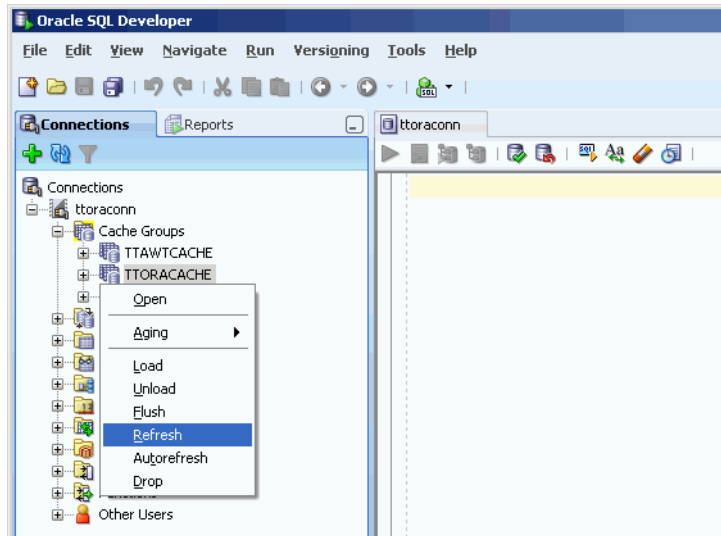 Oracle SQL Developer
File Edit View Navigate Run Versioning Tools Help
Connections Reports ttoraconn
Connections
ttoraconn
Cache Groups
TTAWTCACHE
TTORACACHE
Open
Aging
Load
Unload
Flush
Refresh
Autorefresh
Drop
Other Users